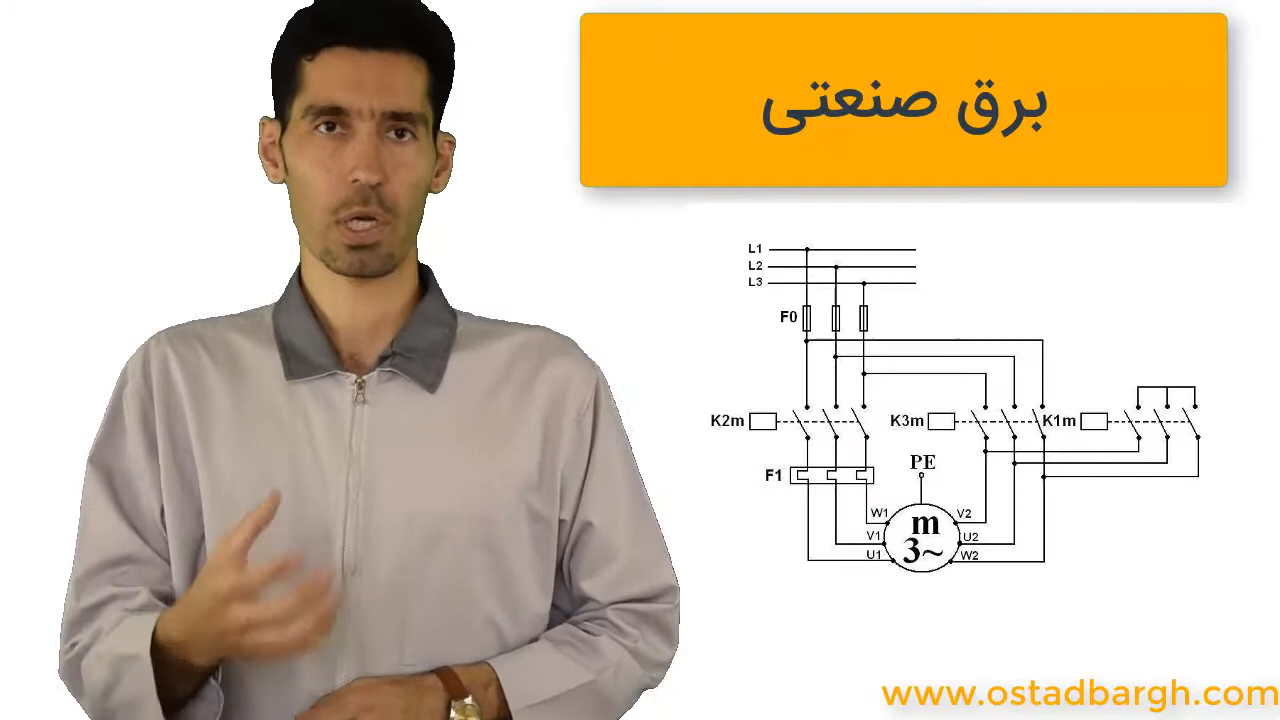 برق صنعتی
L1
L2
L3
F0
K2m
K3m
K1m
F1
PE
W1
V2
m
V1
U2
3~
U1
W2
www.ostadbargh.com